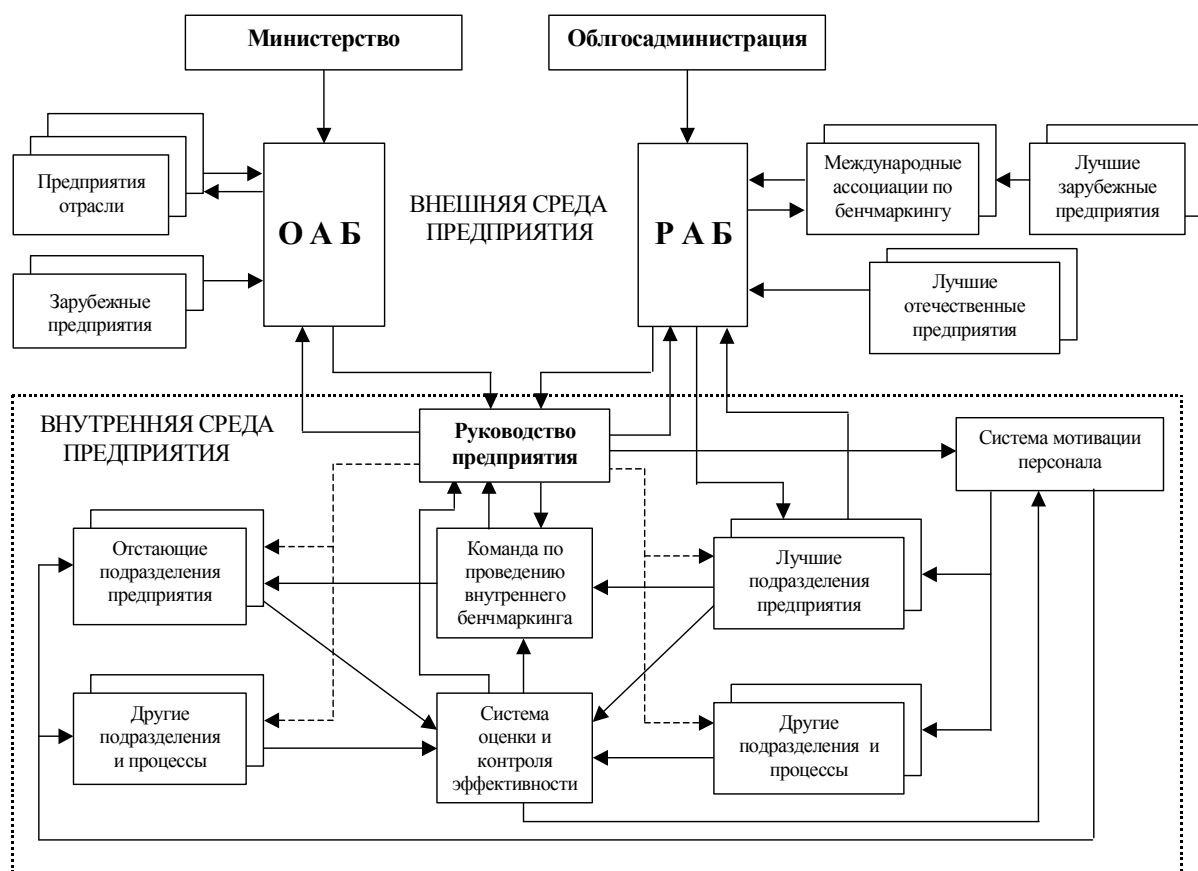 Министерство
Облгосадминистрация
Предприятия
отрасли
Зарубежные
предприятия
О А Б
ВНЕШНЯЯ СРЕДА
ПРЕДПРИЯТИЯ
Р А Б
Международные
ассоциации по
бенчмаркингу
Лучшие
зарубежные
предприятия
Лучшие
отечественные
предприятия
ВНУТРЕННЯЯ СРЕДА
ПРЕДПРИЯТИЯ
Руководство
предприятия
Система мотивации
персонала
Отстающие
подразделения
предприятия
Команда по
проведению
внутреннего
бенчмаркинга
Лучшие
подразделения
предприятия
Другие
подразделения
и процессы
Система
оценки и
контроля
эффективности
Другие
подразделения и
процессы